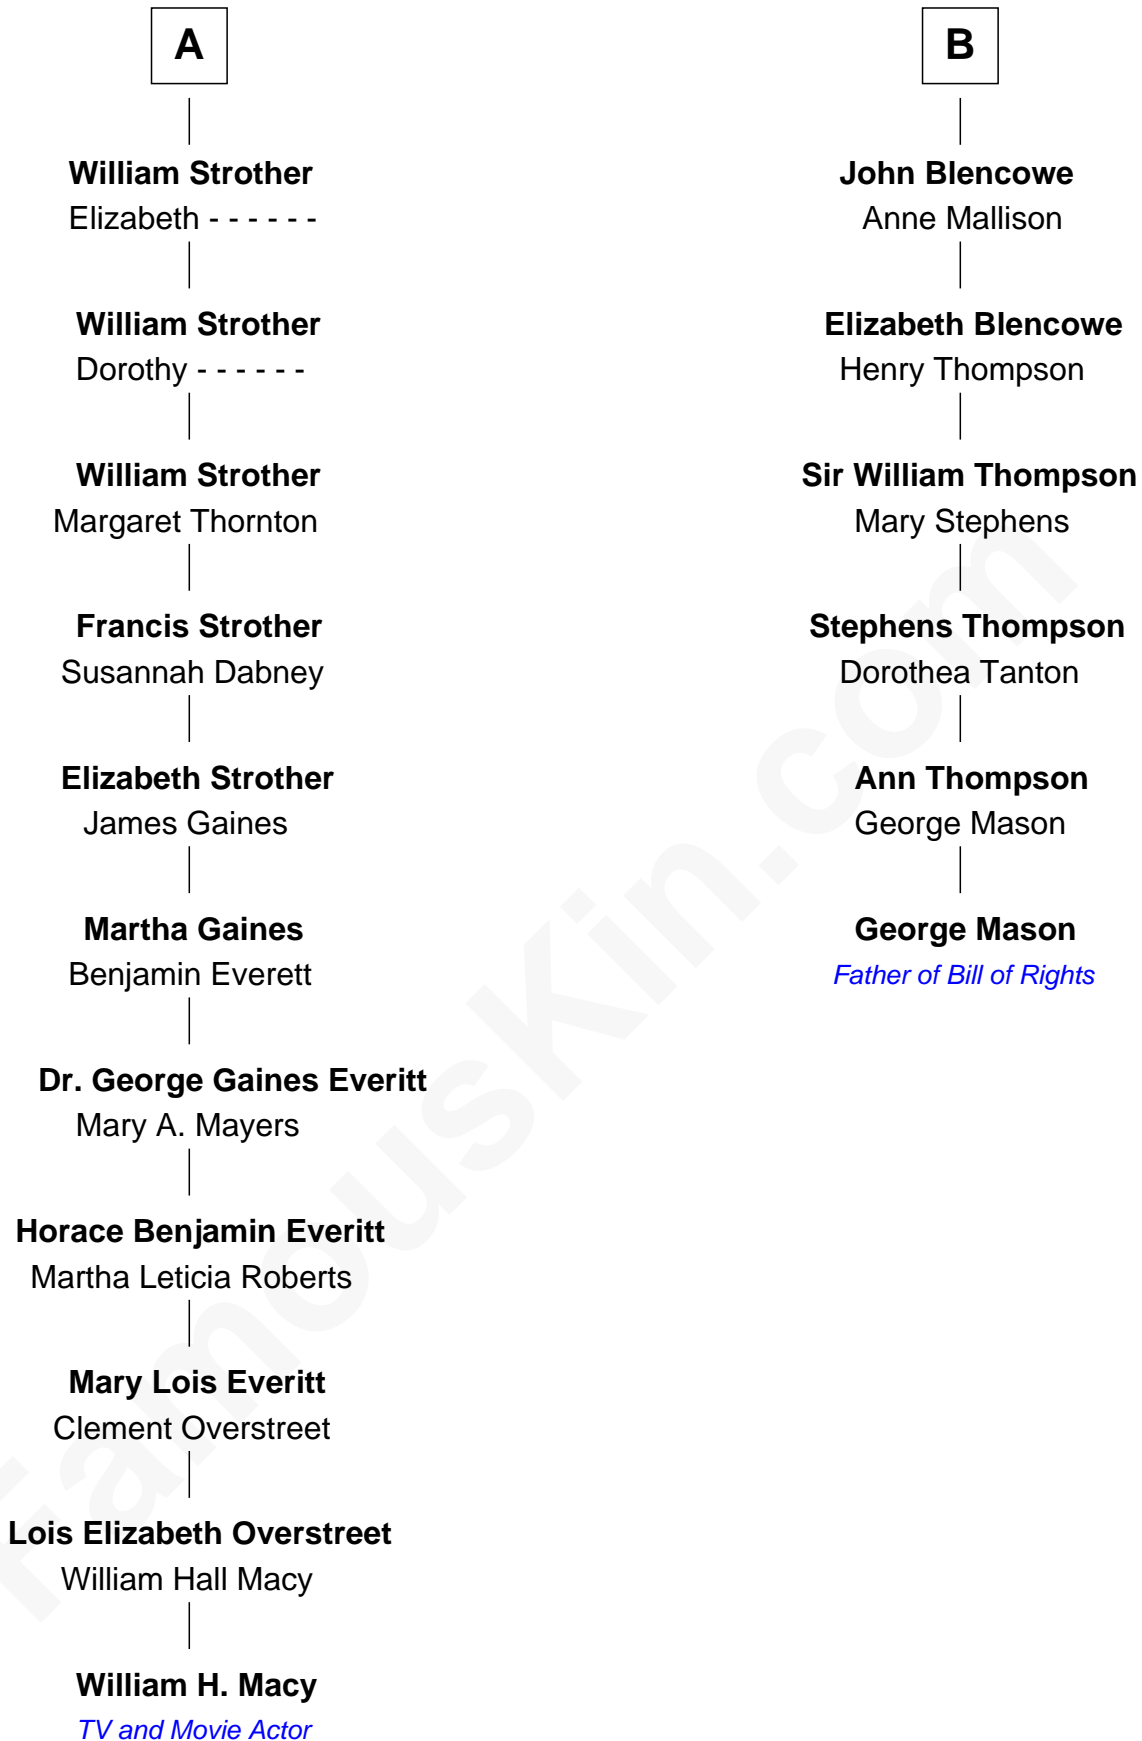 A
William Strother
Elizabeth - - - - - -
William Strother
Dorothy - - - - - -
William Strother
Margaret Thornton
Francis Strother
Susannah Dabney
Elizabeth Strother
James Gaines
Martha Gaines
Benjamin Everett
Dr. George Gaines Everitt
Mary A. Mayers
Horace Benjamin Everitt
Martha Leticia Roberts
Mary Lois Everitt
Clement Overstreet
Lois Elizabeth Overstreet
William Hall Macy
William H. Macy
TV and Movie Actor
B
John Blencowe
Anne Mallison
Elizabeth Blencowe
Henry Thompson
Sir William Thompson
Mary Stephens
Stephens Thompson
Dorothea Tanton
Ann Thompson
George Mason
George Mason
Father of Bill of Rights
FamousKin.com